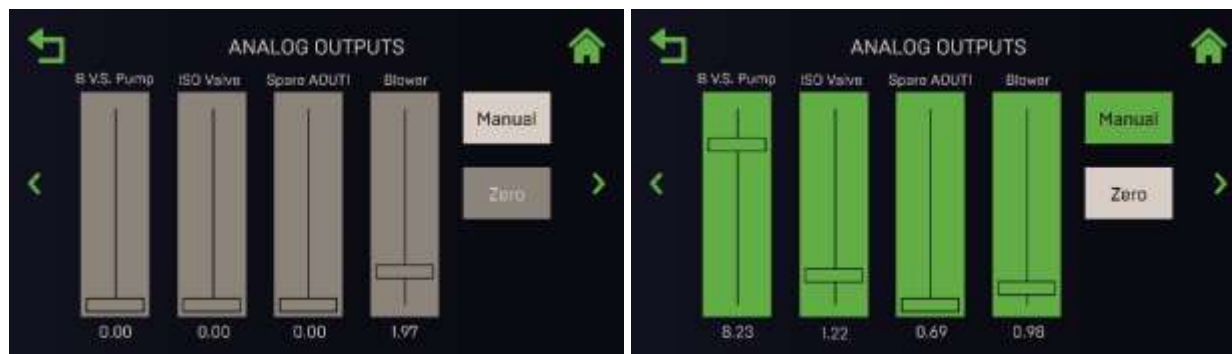 ANALOG OUTPUTS
B V.S. Pump ISO Valve Spare AOUT1 Blower
Manual
Zero
0.00 0.00 0.00 1.97
ANALOG OUTPUTS
B V.S. Pump ISO Valve Spare AOUT1 Blower
Manual
Zero
8.23 1.22 0.69 0.98